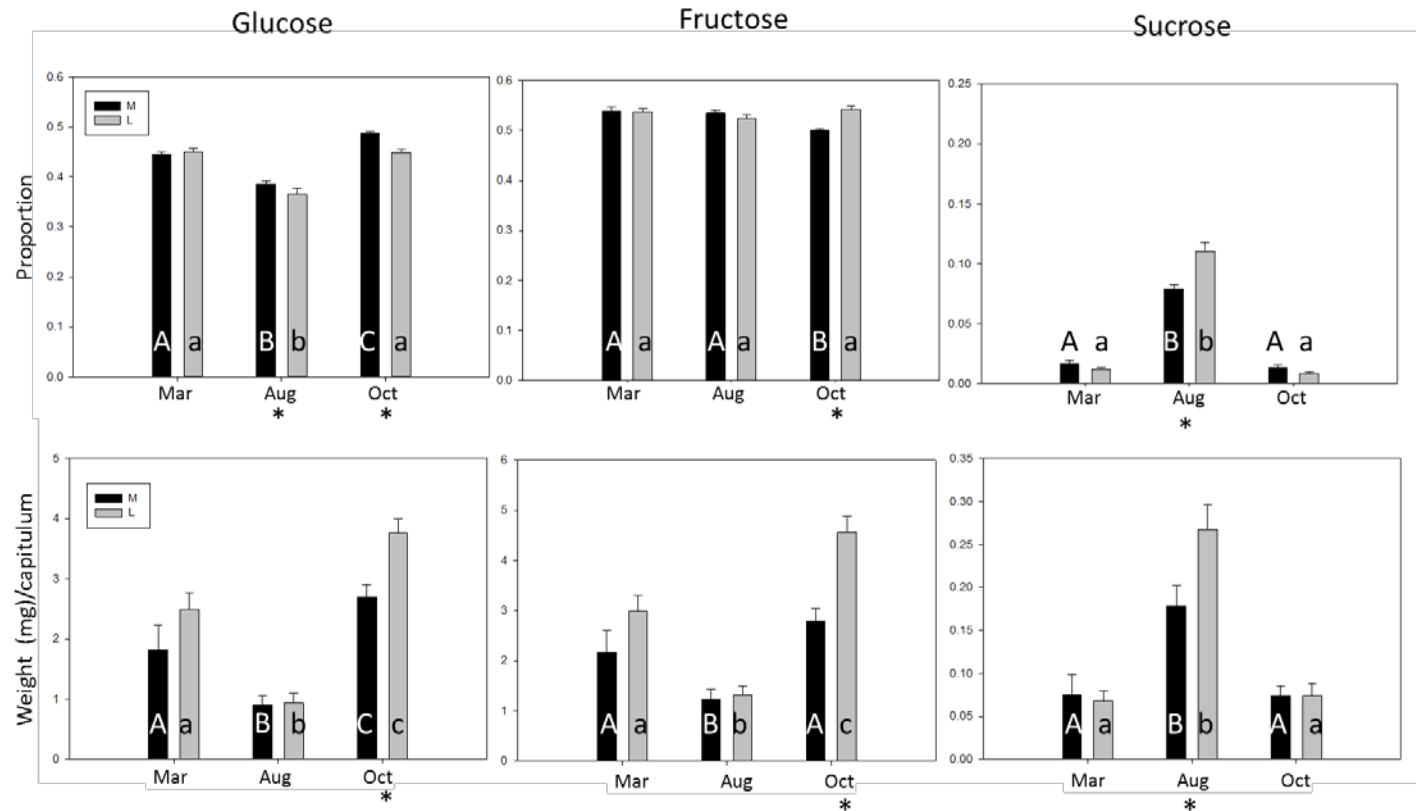 Glucose
Fructose
Sucrose
Proportion
0.6
0.5
0.4
0.3
0.2
0.1
0.0
M
L
A a B b C a
Mar Aug Oct
* *
0.6
0.5
0.4
0.3
0.2
0.1
0.0
A a A a B a
Mar Aug Oct
*
0.25
0.20
0.15
0.10
0.05
0.00
A a B b A a
Mar Aug Oct
*
Weight (mg)/capitulum
5
4
3
2
1
0
M
L
A a B b C c
Mar Aug Oct
*
6
5
4
3
2
1
0
A a B b A c
Mar Aug Oct
*
0.35
0.30
0.25
0.20
0.15
0.10
0.05
0.00
A a B b A a
Mar Aug Oct
*